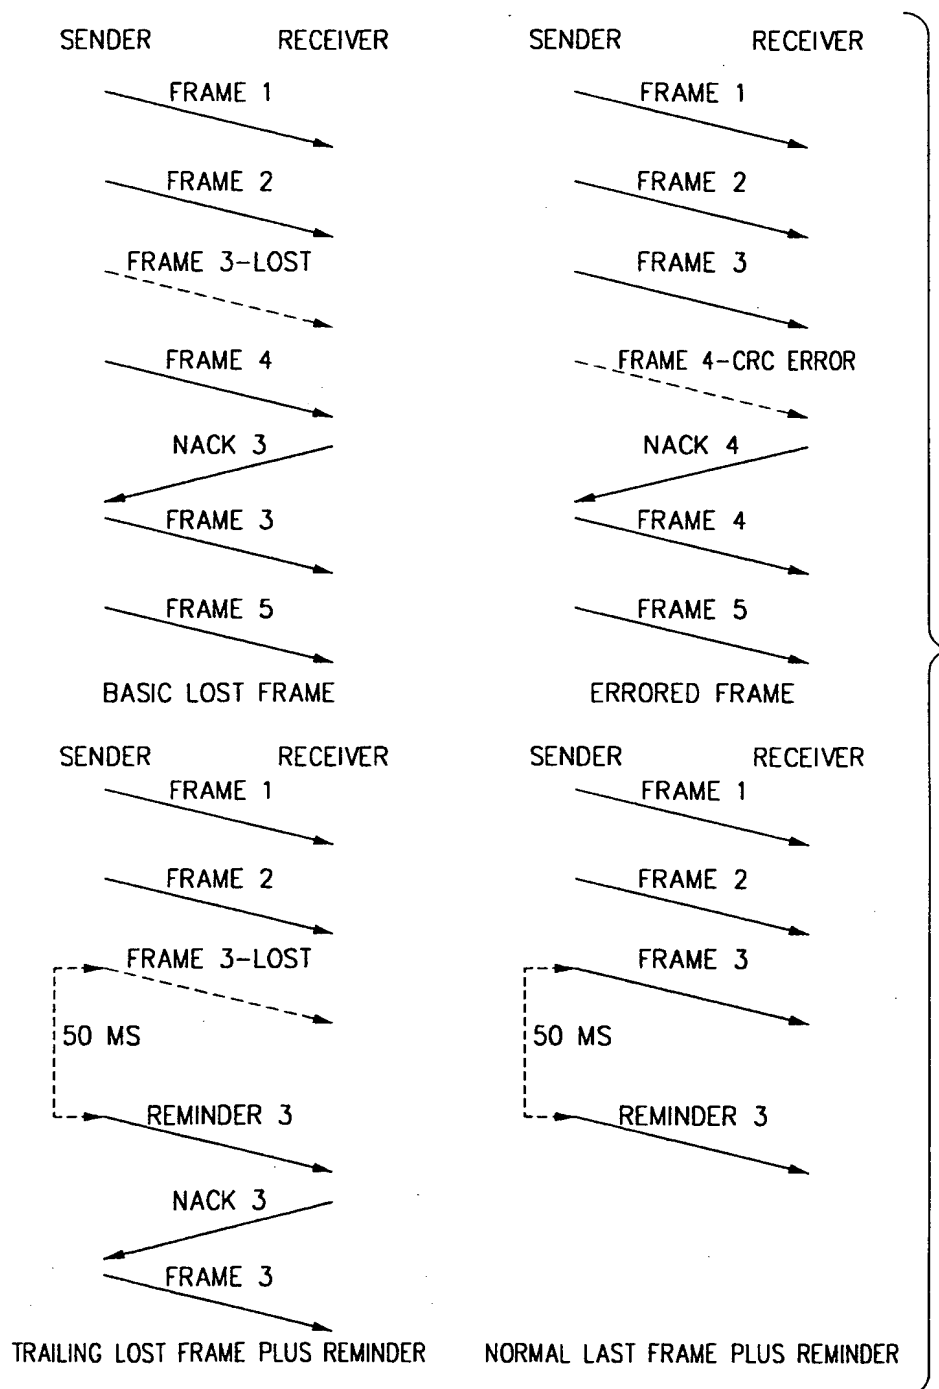 SENDER RECEIVER
FRAME 1
FRAME 2
FRAME 3-LOST
FRAME 4
NACK 3
FRAME 3
FRAME 5
BASIC LOST FRAME
SENDER RECEIVER
FRAME 1
FRAME 2
FRAME 3
FRAME 4-CRC ERROR
NACK 4
FRAME 4
FRAME 5
ERRORED FRAME
SENDER RECEIVER
FRAME 1
FRAME 2
FRAME 3-LOST
50 MS
REMINDER 3
NACK 3
FRAME 3
TRAILING LOST FRAME PLUS REMINDER
SENDER RECEIVER
FRAME 1
FRAME 2
FRAME 3
50 MS
REMINDER 3
NORMAL LAST FRAME PLUS REMINDER